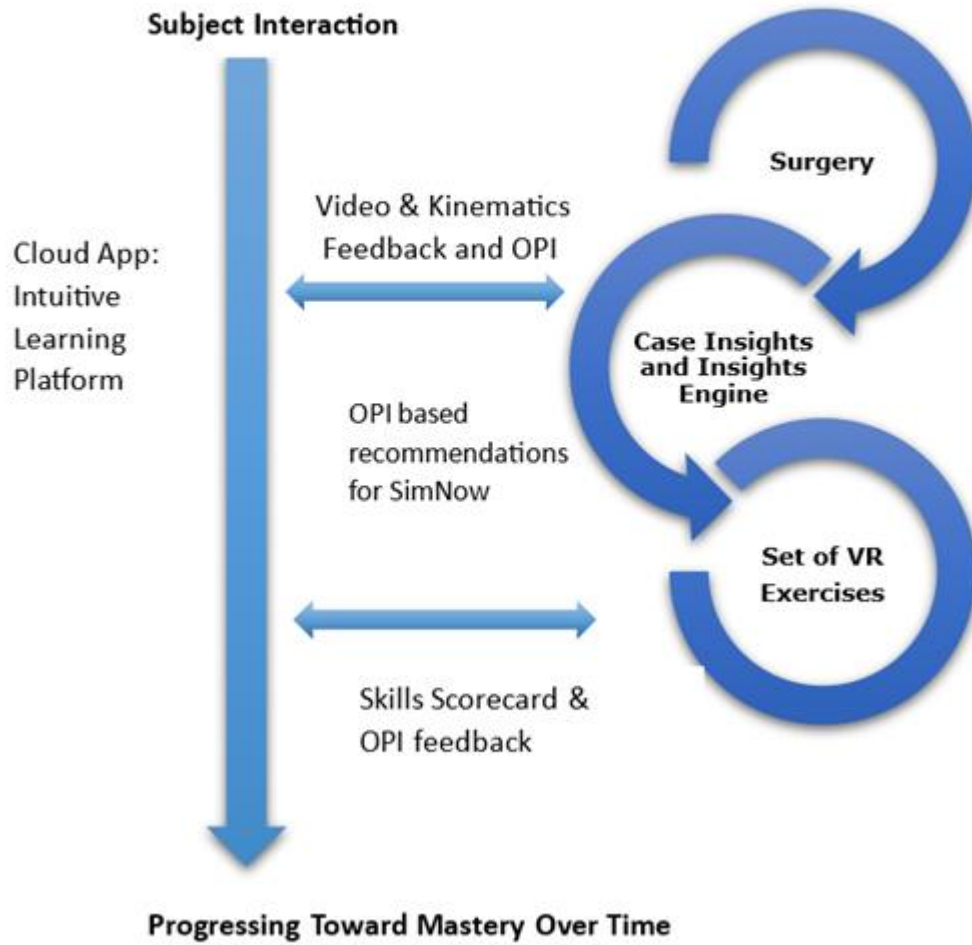 Subject Interaction
Surgery
Video & Kinematics
Feedback and OPI
Cloud App:
Intuitive
Learning
Platform
Case Insights
and Insights
Engine
OPI based
recommendations
for SimNow
Set of VR
Exercises
Skills Scorecard &
OPI feedback
Progressing Toward Mastery Over Time